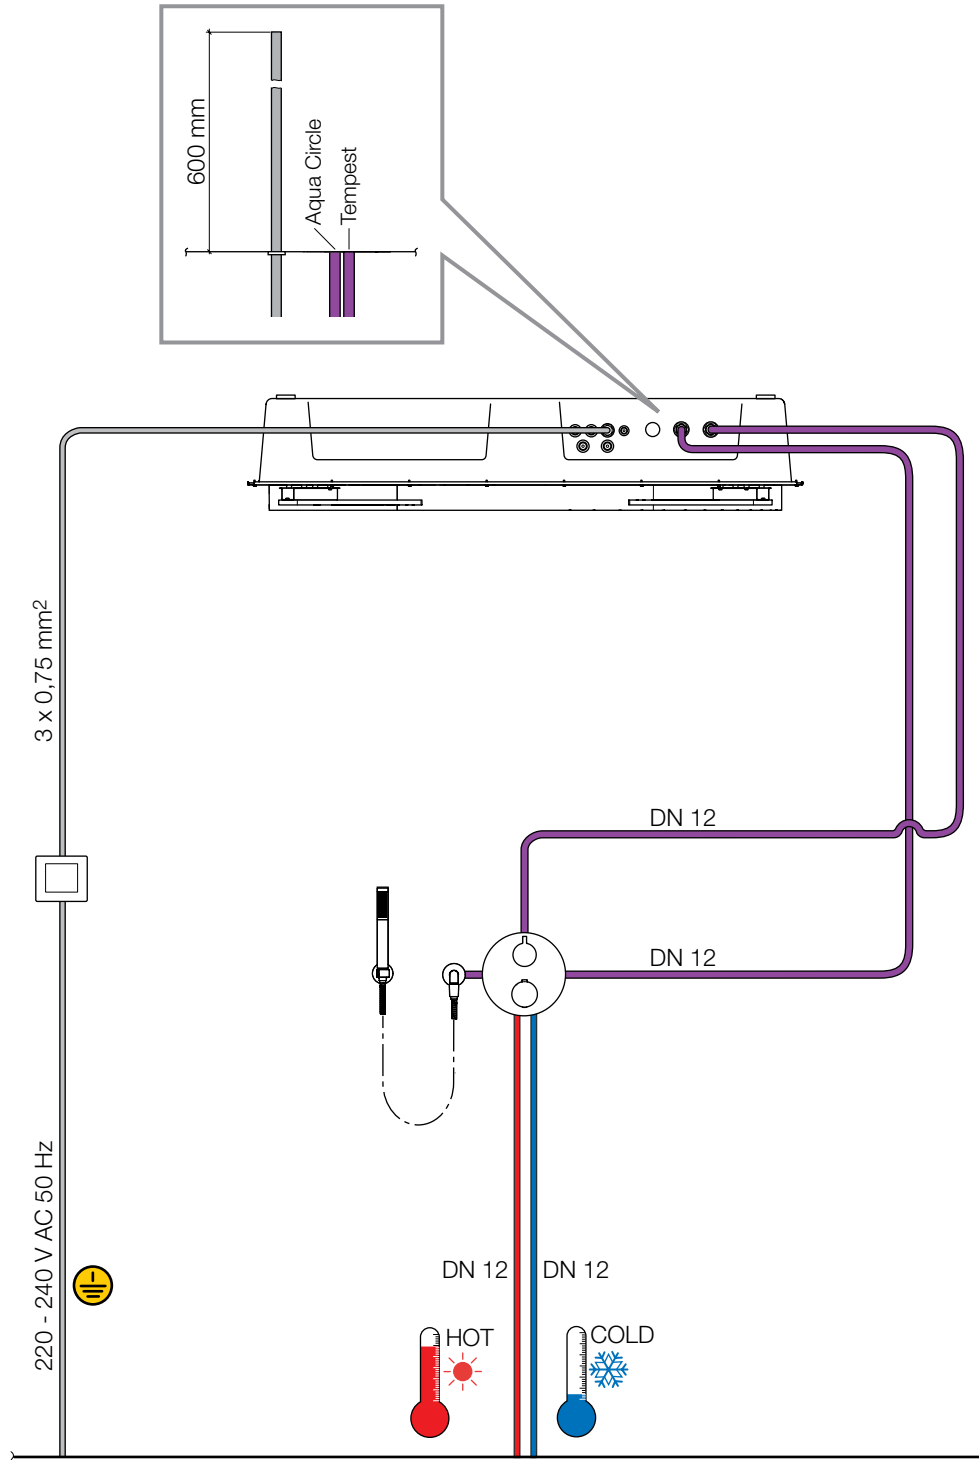 600 mm
Aqua Circle
Tempest
3 x 0,75 mm²
DN 12
DN 12
220 - 240 V AC 50 Hz
DN 12
DN 12
HOT
COLD